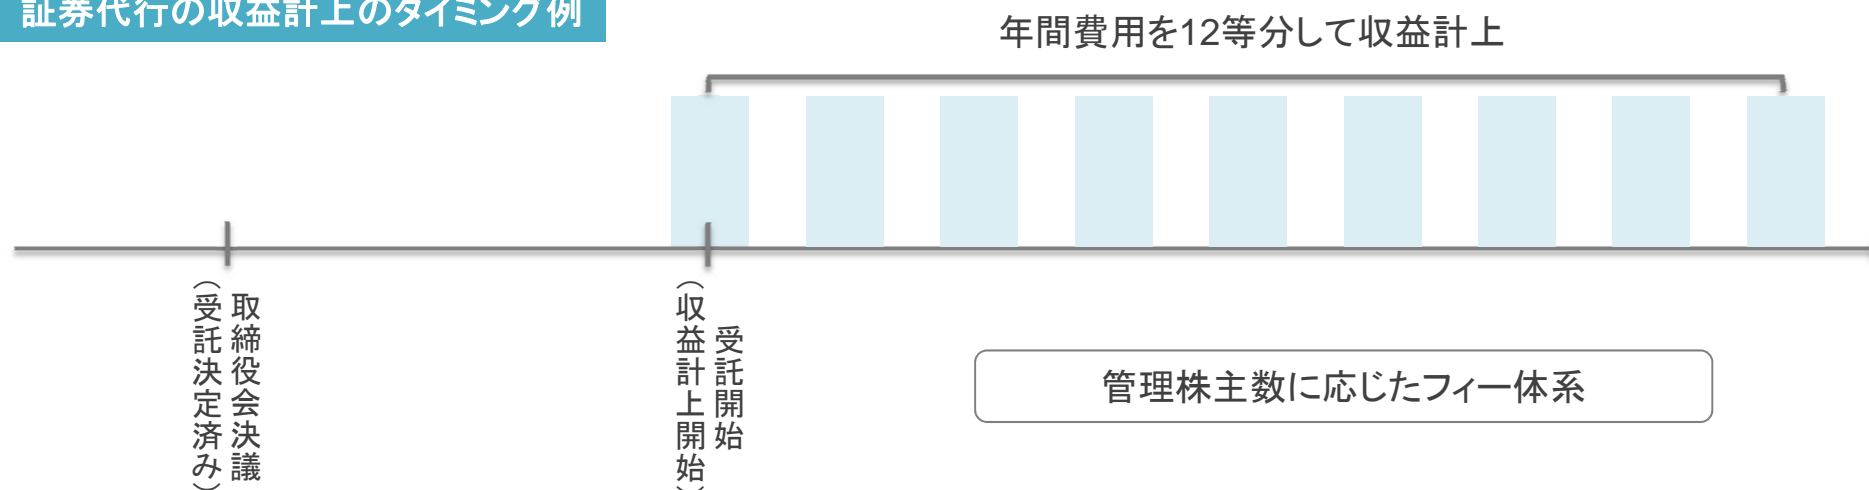 証券代行の収益計上のタイミング例
年間費用を12等分して収益計上
取締役会決議
（受託決定済み）
受託開始
（収益計上開始）
管理株主数に応じたフィー体系